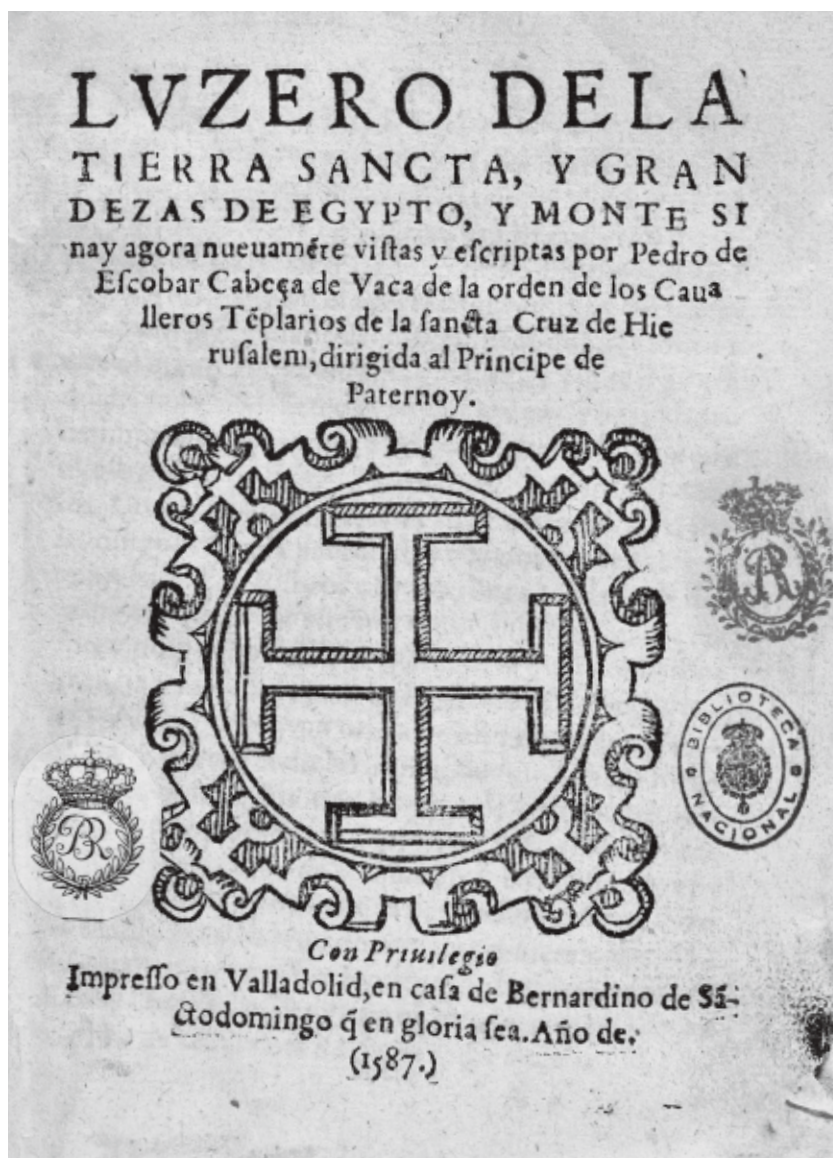 LVZERO DELA
TIERRA SANCTA, Y GRAN
DEZAS DE EGYPTO, Y MONTE SI
nay agora nueuamẽte viſtas y eſcriptas por Pedro de
Eſcobar Cabeça de Vaca de la orden de los Caua
lleros Tẽplarios de la ſancta Cruz de Hie
ruſalem, dirigida al Principe de
Paternoy.
BR
BIBLIOTECA
NACIONAL
BR
Con Priuilegio
Impreſſo en Valladolid, en caſa de Bernardino de Sã-
ctodomingo q̃ en gloria ſea. Año de.
(1587.)